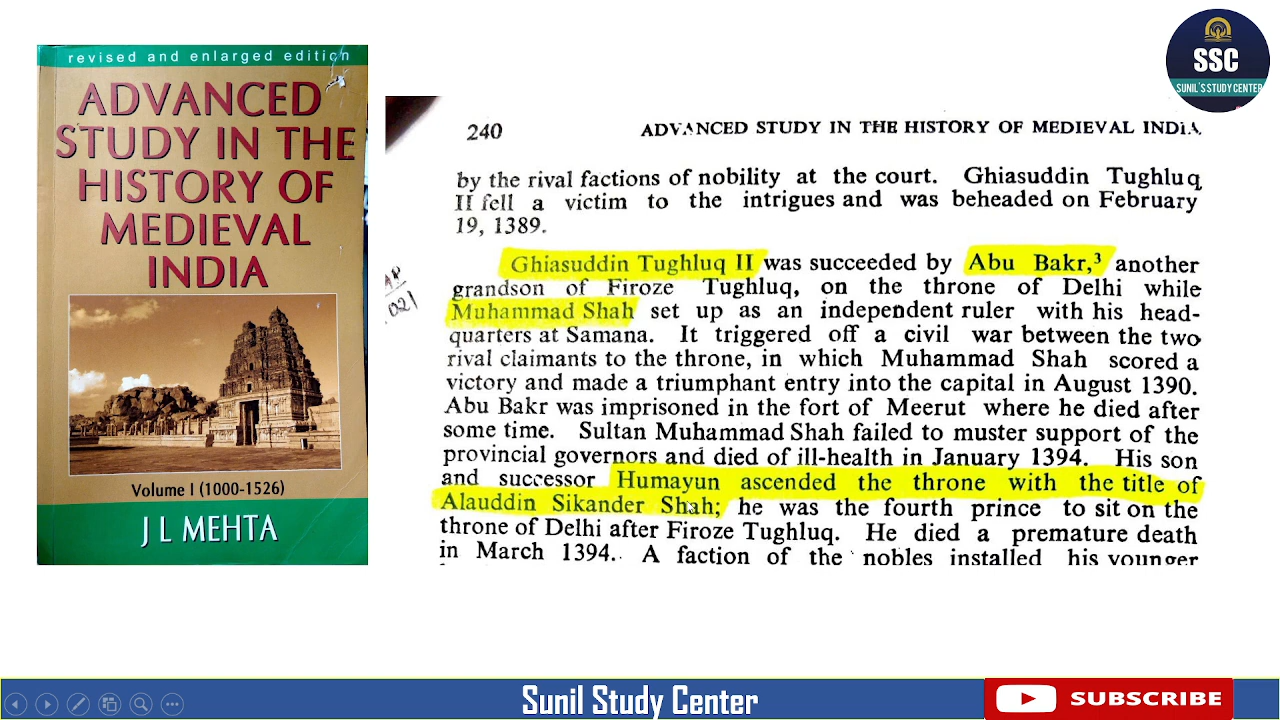 revised and enlarged edition
ADVANCED
STUDY IN THE
HISTORY OF
MEDIEVAL
INDIA
Volume I (1000-1526)
J L MEHTA
SSC
SUNIL'S STUDY CENTER
240 ADVANCED STUDY IN THE HISTORY OF MEDIEVAL INDIA
by the rival factions of nobility at the court. Ghiasuddin Tughluq
II fell a victim to the intrigues and was beheaded on February
19, 1389.
Ghiasuddin Tughluq II was succeeded by Abu Bakr,³ another
grandson of Firoze Tughluq, on the throne of Delhi while
Muhammad Shah set up as an independent ruler with his head-
quarters at Samana. It triggered off a civil war between the two
rival claimants to the throne, in which Muhammad Shah scored a
victory and made a triumphant entry into the capital in August 1390.
Abu Bakr was imprisoned in the fort of Meerut where he died after
some time. Sultan Muhammad Shah failed to muster support of the
provincial governors and died of ill-health in January 1394. His son
and successor Humayun ascended the throne with the title of
Alauddin Sikander Shah; he was the fourth prince to sit on the
throne of Delhi after Firoze Tughluq. He died a premature death
in March 1394. A faction of the nobles installed his younger
Sunil Study Center
SUBSCRIBE